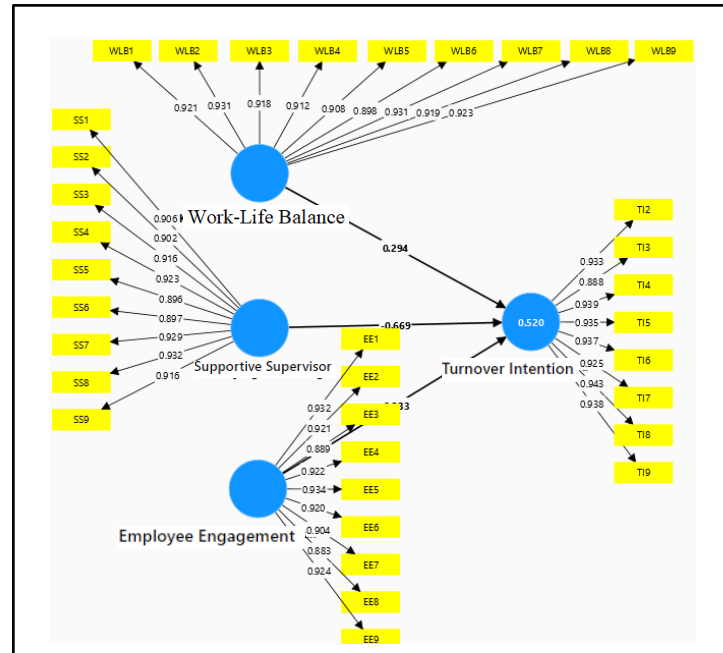 WLB1 WLB2 WLB3 WLB4 WLB5 WLB6 WLB7 WLB8 WLB9
0.921 0.931 0.918 0.912 0.908 0.898 0.931 0.919 0.923
Work-Life Balance
SS1
SS2
SS3
SS4
SS5
SS6
SS7
SS8
SS9
0.906
0.902
0.916
0.923
0.896
0.897
0.929
0.932
0.916
Supportive Supervisor
0.294
-0.669
0.520
Turnover Intention
TI2
TI3
TI4
TI5
TI6
TI7
TI8
TI9
0.933
0.888
0.939
0.935
0.937
0.925
0.943
0.938
Employee Engagement
EE1
EE2
EE3
EE4
EE5
EE6
EE7
EE8
EE9
0.932
0.921
0.889
0.922
0.934
0.920
0.904
0.883
0.924